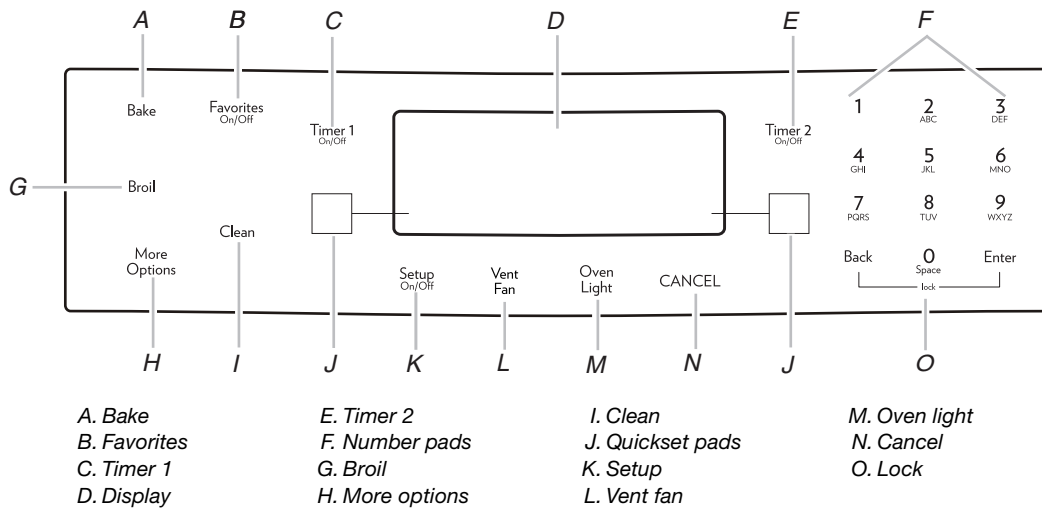 A B C D E F
Bake
Favorites
On/Off
Timer 1
On/Off
Timer 2
On/Off
1 2 3
ABC DEF
4 5 6
GHI JKL MNO
7 8 9
PQRS TUV WXYZ
G
Broil
Clean
More
Options
Setup
On/Off
Vent
Fan
Oven
Light
CANCEL
Back 0 Enter
Space
lock
H I J K L M N J O
A. Bake
B. Favorites
C. Timer 1
D. Display
E. Timer 2
F. Number pads
G. Broil
H. More options
I. Clean
J. Quickset pads
K. Setup
L. Vent fan
M. Oven light
N. Cancel
O. Lock